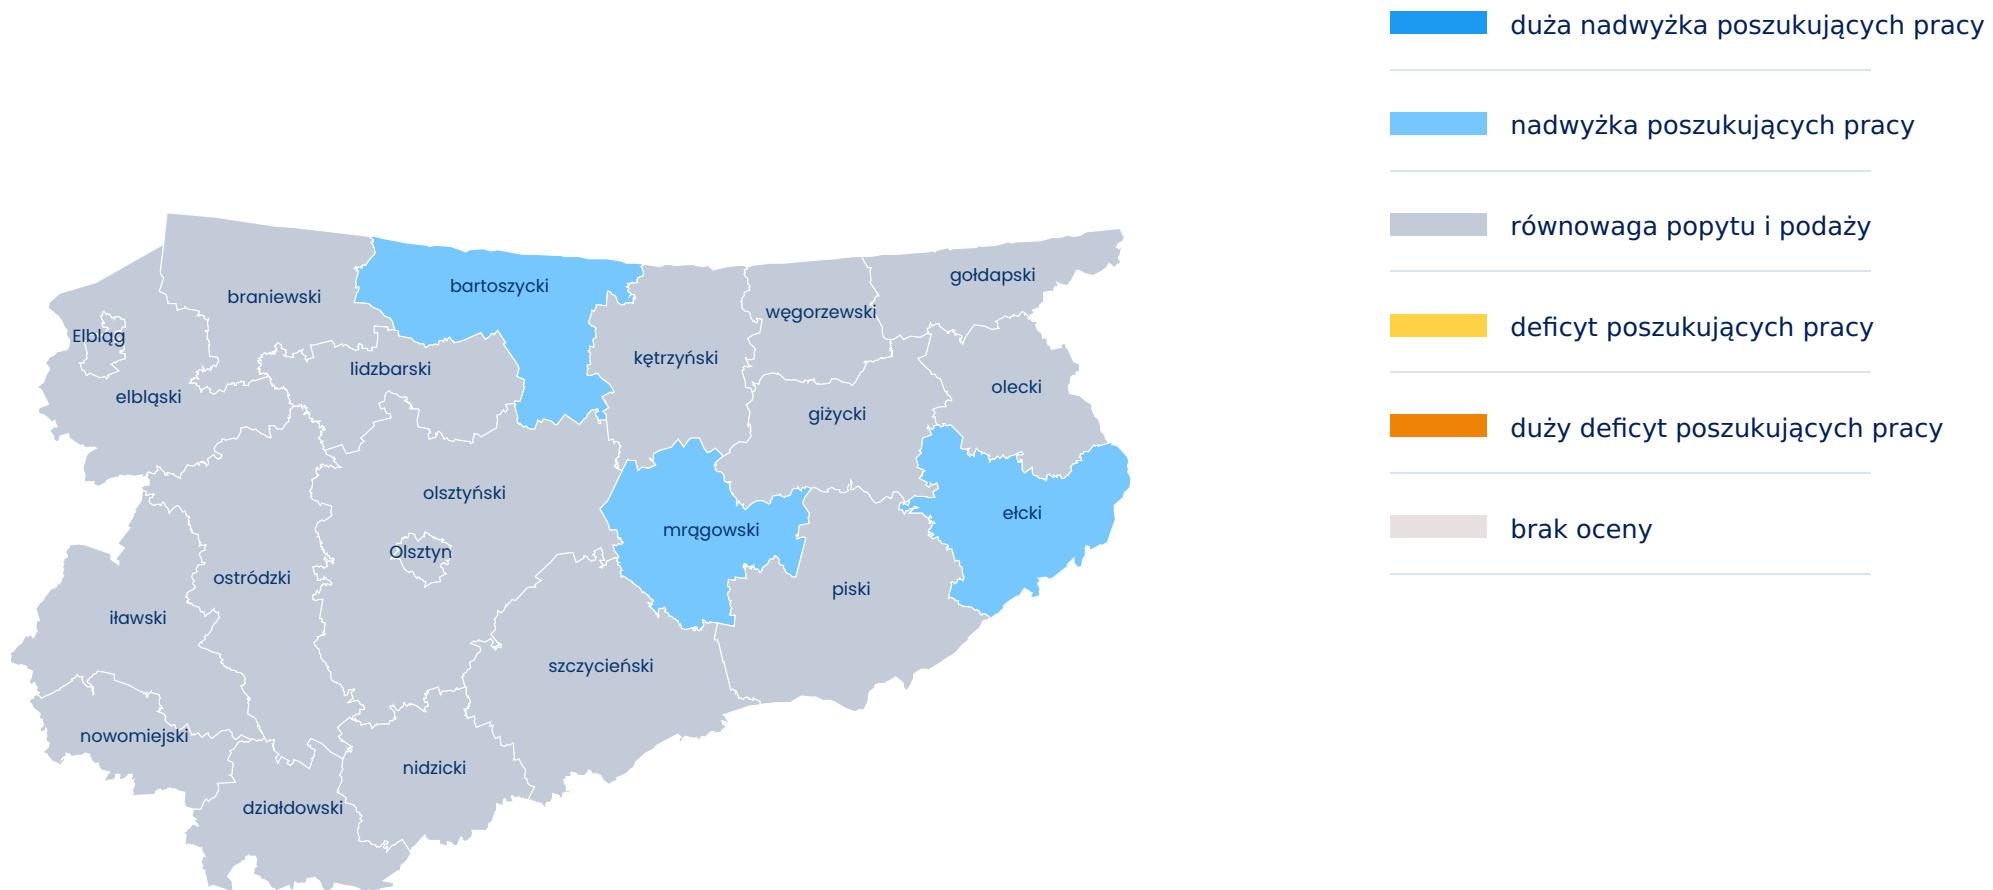 duża nadwyżka poszukujących pracy
nadwyżka poszukujących pracy
równowaga popytu i podaży
deficyt poszukujących pracy
duży deficyt poszukujących pracy
brak oceny
gołdapski
bartoszycki
braniewski
węgorzewski
Elbląg
kętrzyński
lidzbarski
olecki
elbląski
giżycki
olsztyński
ełcki
mrągowski
Olsztyn
ostródzki
piski
iławski
szczycieński
nowomiejski
nidzicki
działdowski